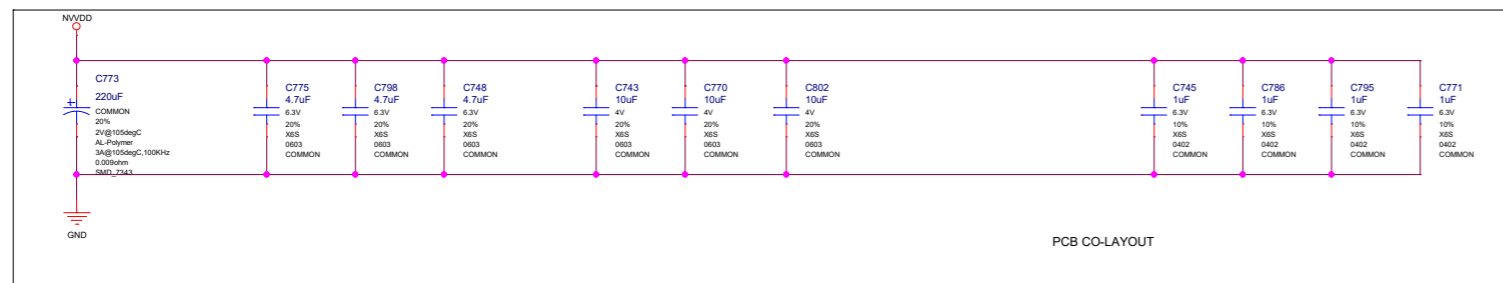 NVVDD
C773
220uF
COMMON
20%
2V@105degC
AL-Polymer
3A@105degC,100KHz
0.009ohm
SMD_7343
GND
C775
4.7uF
6.3V
20%
X6S
0603
COMMON
C798
4.7uF
6.3V
20%
X6S
0603
COMMON
C748
4.7uF
6.3V
20%
X6S
0603
COMMON
C743
10uF
4V
20%
X6S
0603
COMMON
C770
10uF
4V
20%
X6S
0603
COMMON
C802
10uF
4V
20%
X6S
0603
COMMON
C745
1uF
6.3V
10%
X6S
0402
COMMON
C786
1uF
6.3V
10%
X6S
0402
COMMON
C795
1uF
6.3V
10%
X6S
0402
COMMON
C771
1uF
6.3V
10%
X6S
0402
COMMON
PCB CO-LAYOUT